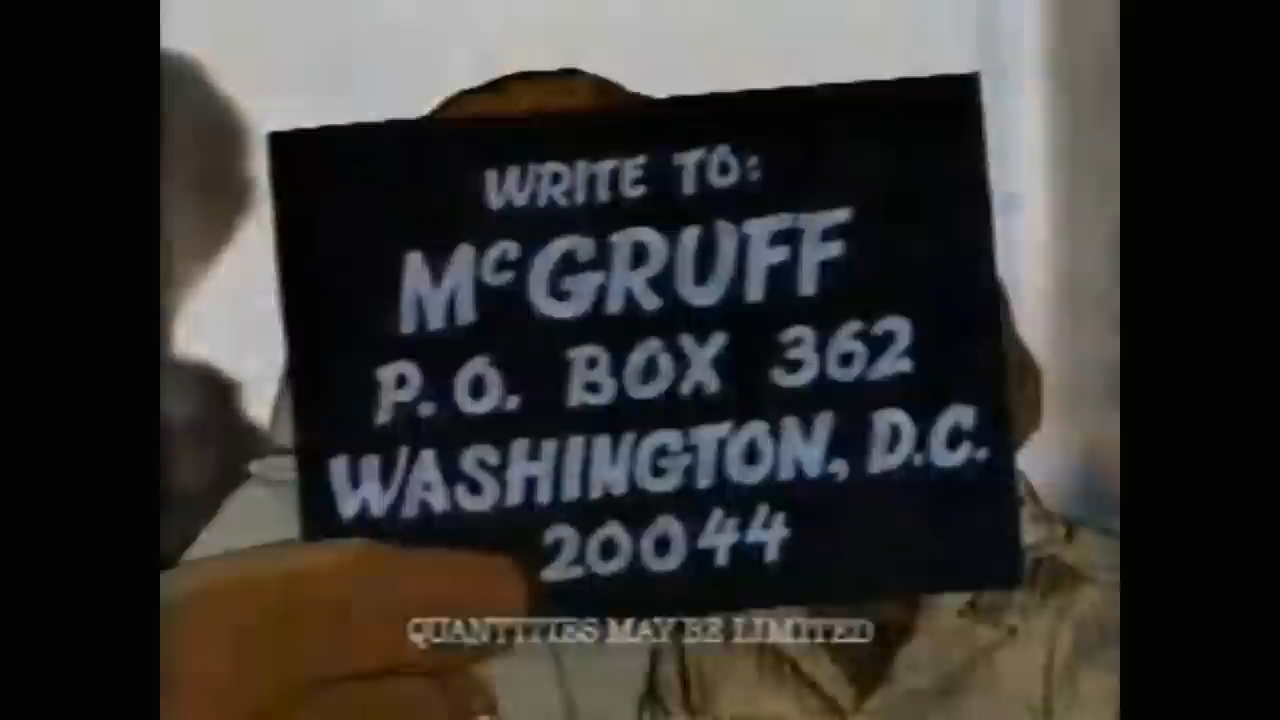 WRITE TO:
McGRUFF
P.O. BOX 362
WASHINGTON, D.C.
20044
QUANTITIES MAY BE LIMITED